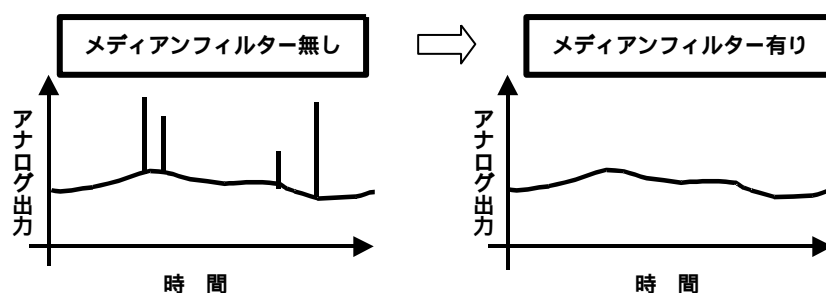 メディアンフィルター無し
メディアンフィルター有り
アナログ出力
アナログ出力
時 間
時 間